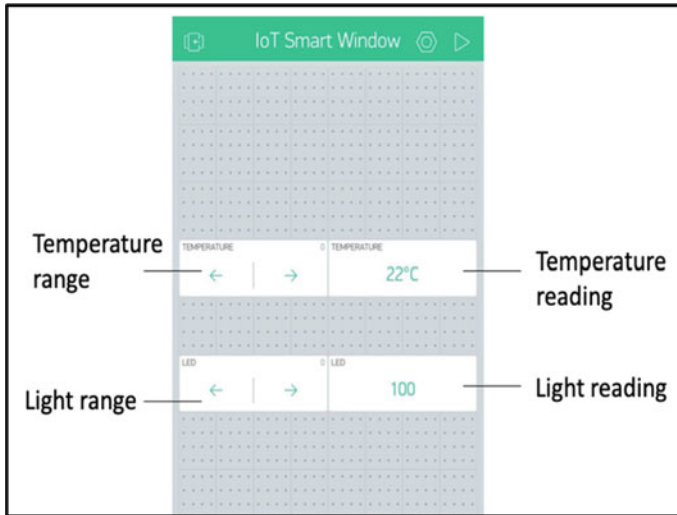 IoT Smart Window
Temperature
range
TEMPERATURE 0 TEMPERATURE
22°C
Temperature
reading
LED 0 LED
100
Light range
Light reading